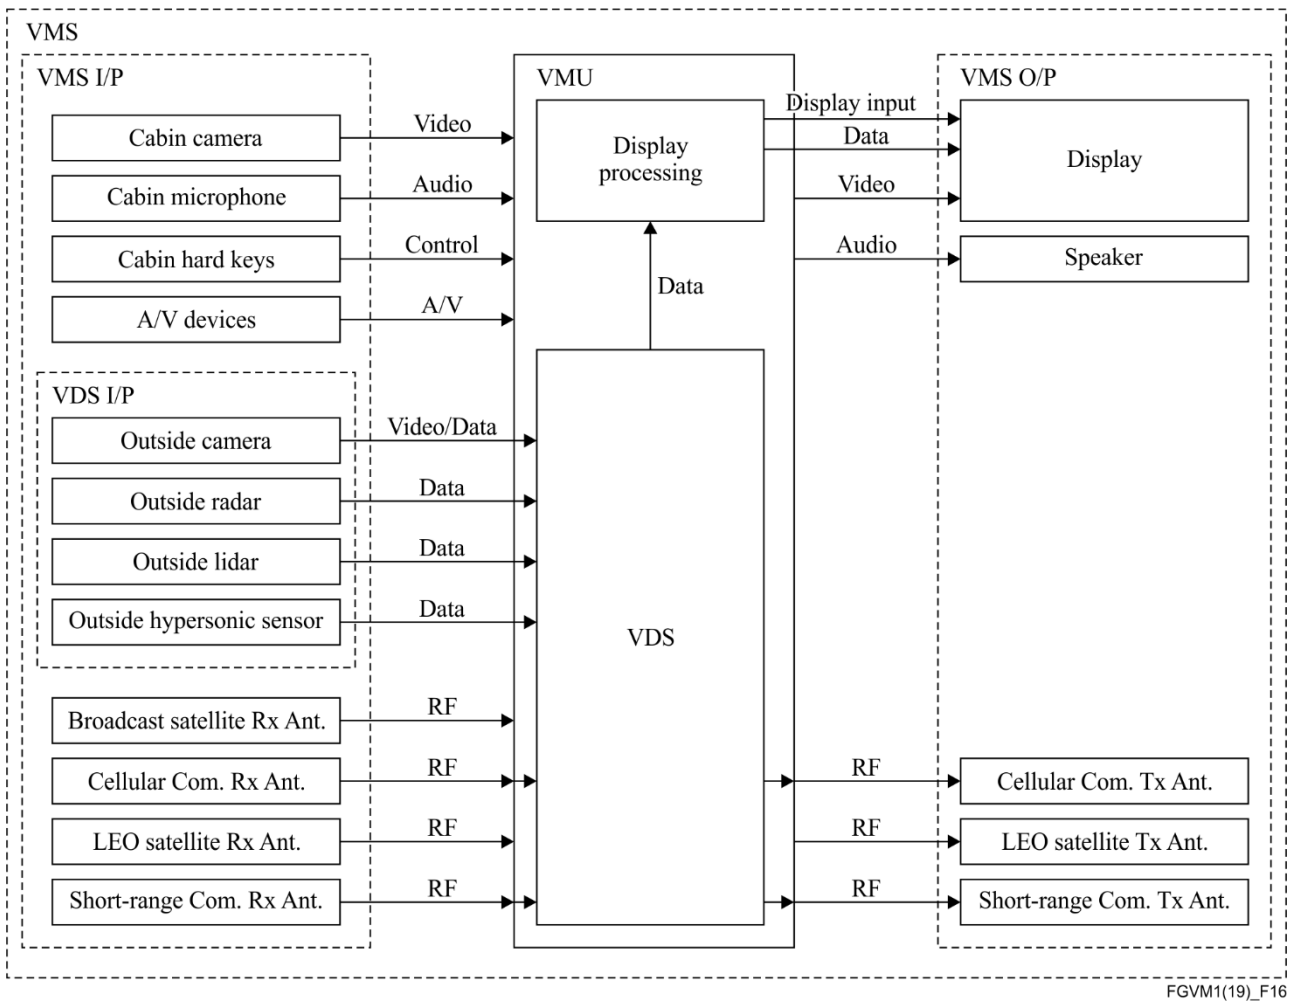 VMS
VMS I/P
VMU
VMS O/P
Cabin camera
Video
Display
processing
Display input
Data
Display
Cabin microphone
Audio
Video
Cabin hard keys
Control
Audio
Speaker
A/V devices
A/V
Data
VDS I/P
Outside camera
Video/Data
Outside radar
Data
Outside lidar
Data
Outside hypersonic sensor
Data
VDS
Broadcast satellite Rx Ant.
RF
Cellular Com. Rx Ant.
RF
RF
Cellular Com. Tx Ant.
LEO satellite Rx Ant.
RF
RF
LEO satellite Tx Ant.
Short-range Com. Rx Ant.
RF
RF
Short-range Com. Tx Ant.
FGVM1(19)_F16